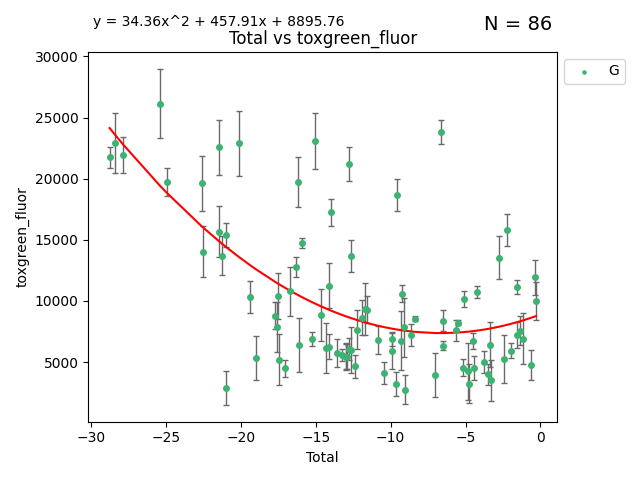 y = 34.36x^2 + 457.91x + 8895.76
N = 86
Total vs toxgreen_fluor
G
toxgreen_fluor
30000
25000
20000
15000
10000
5000
−30
−25
−20
−15
−10
−5
0
Total